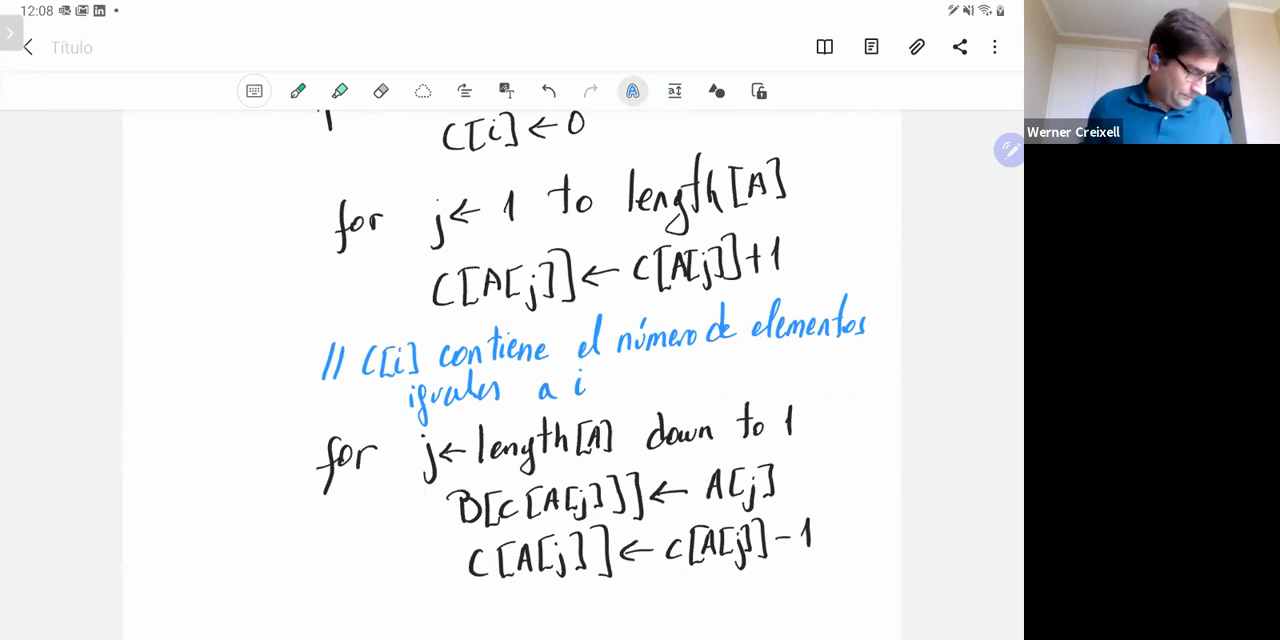 12:08
Título
C[i] ← 0
for j ← 1 to length[A]
C[A[j]] ← C[A[j]]+1
// C[i] contiene el número de elementos
iguales a i
for j ← length[A] down to 1
B[C[A[j]]] ← A[j]
C[A[j]] ← C[A[j]] - 1
Werner Creixell